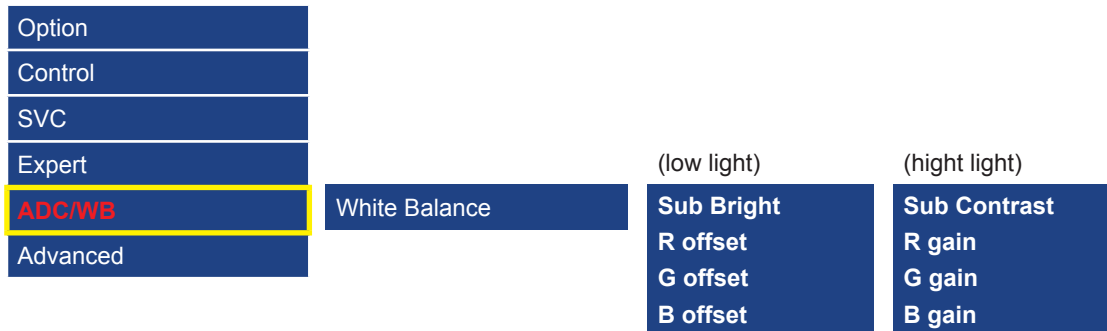 Option
Control
SVC
Expert
ADC/WB
Advanced
White Balance
(low light)
Sub Bright
R offset
G offset
B offset
(hight light)
Sub Contrast
R gain
G gain
B gain